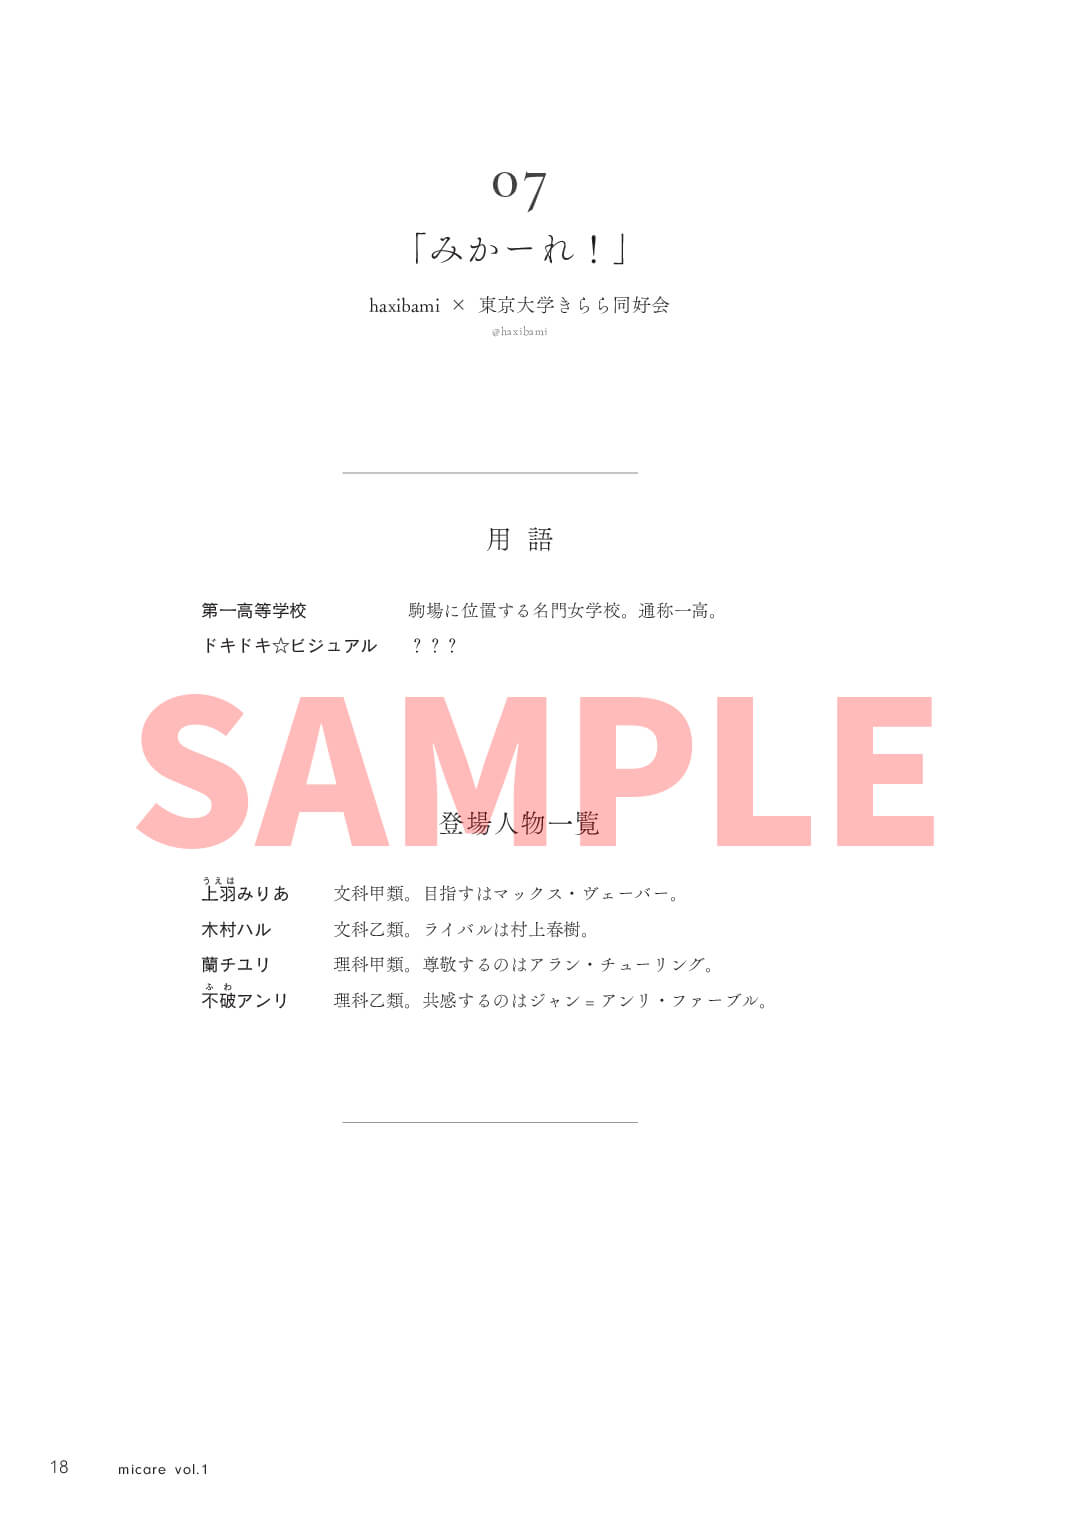 07
「みかーれ！」
haxibami × 東京大学きらら同好会
@haxibami
用語
第一高等学校 駒場に位置する名門女学校。通称一高。
ドキドキ☆ビジュアル ？？？
SAMPLE
登場人物一覧
うえは
上羽みりあ 文科甲類。目指すはマックス・ヴェーバー。
木村ハル 文科乙類。ライバルは村上春樹。
蘭チユリ 理科甲類。尊敬するのはアラン・チューリング。
ふわ
不破アンリ 理科乙類。共感するのはジャン＝アンリ・ファーブル。
18 micare vol.1